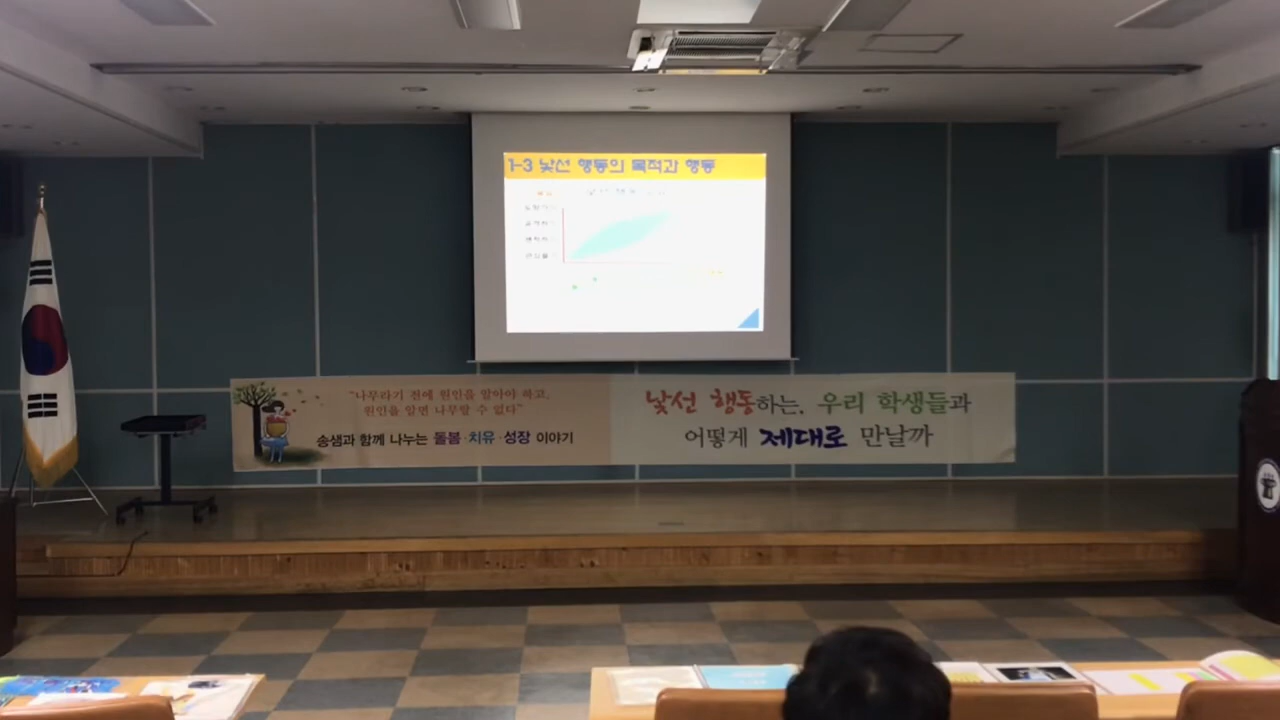 1-3 낯선 행동의 목적과 행동
"나무라기 전에 원인을 알아야 하고,
원인을 알면 나무랄 수 없다"
송샘과 함께 나누는 돌봄·치유·성장 이야기
낯선 행동하는, 우리 학생들과
어떻게 제대로 만날까